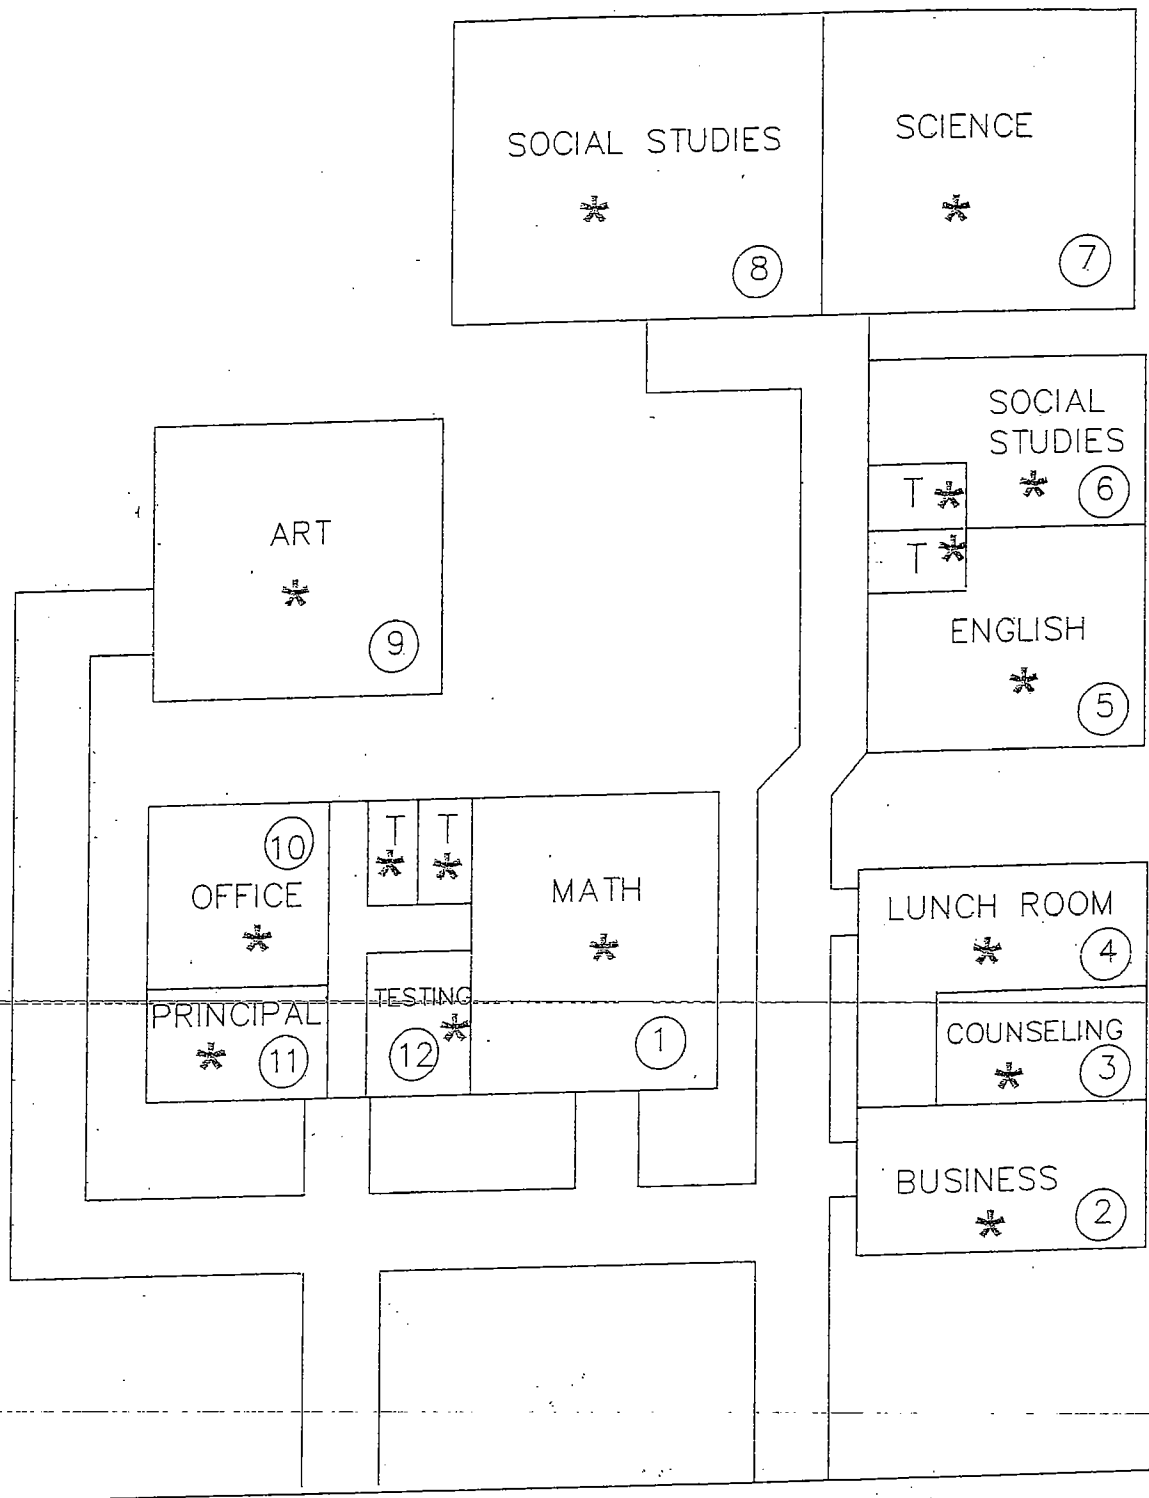 SOCIAL STUDIES
*
8
SCIENCE
*
7
SOCIAL
STUDIES
*
6
T *
T *
ENGLISH
*
5
ART
*
9
10
OFFICE
*
PRINCIPAL
*
11
T
*
T
*
TESTING
*
12
MATH
*
1
LUNCH ROOM
*
4
COUNSELING
*
3
BUSINESS
*
2